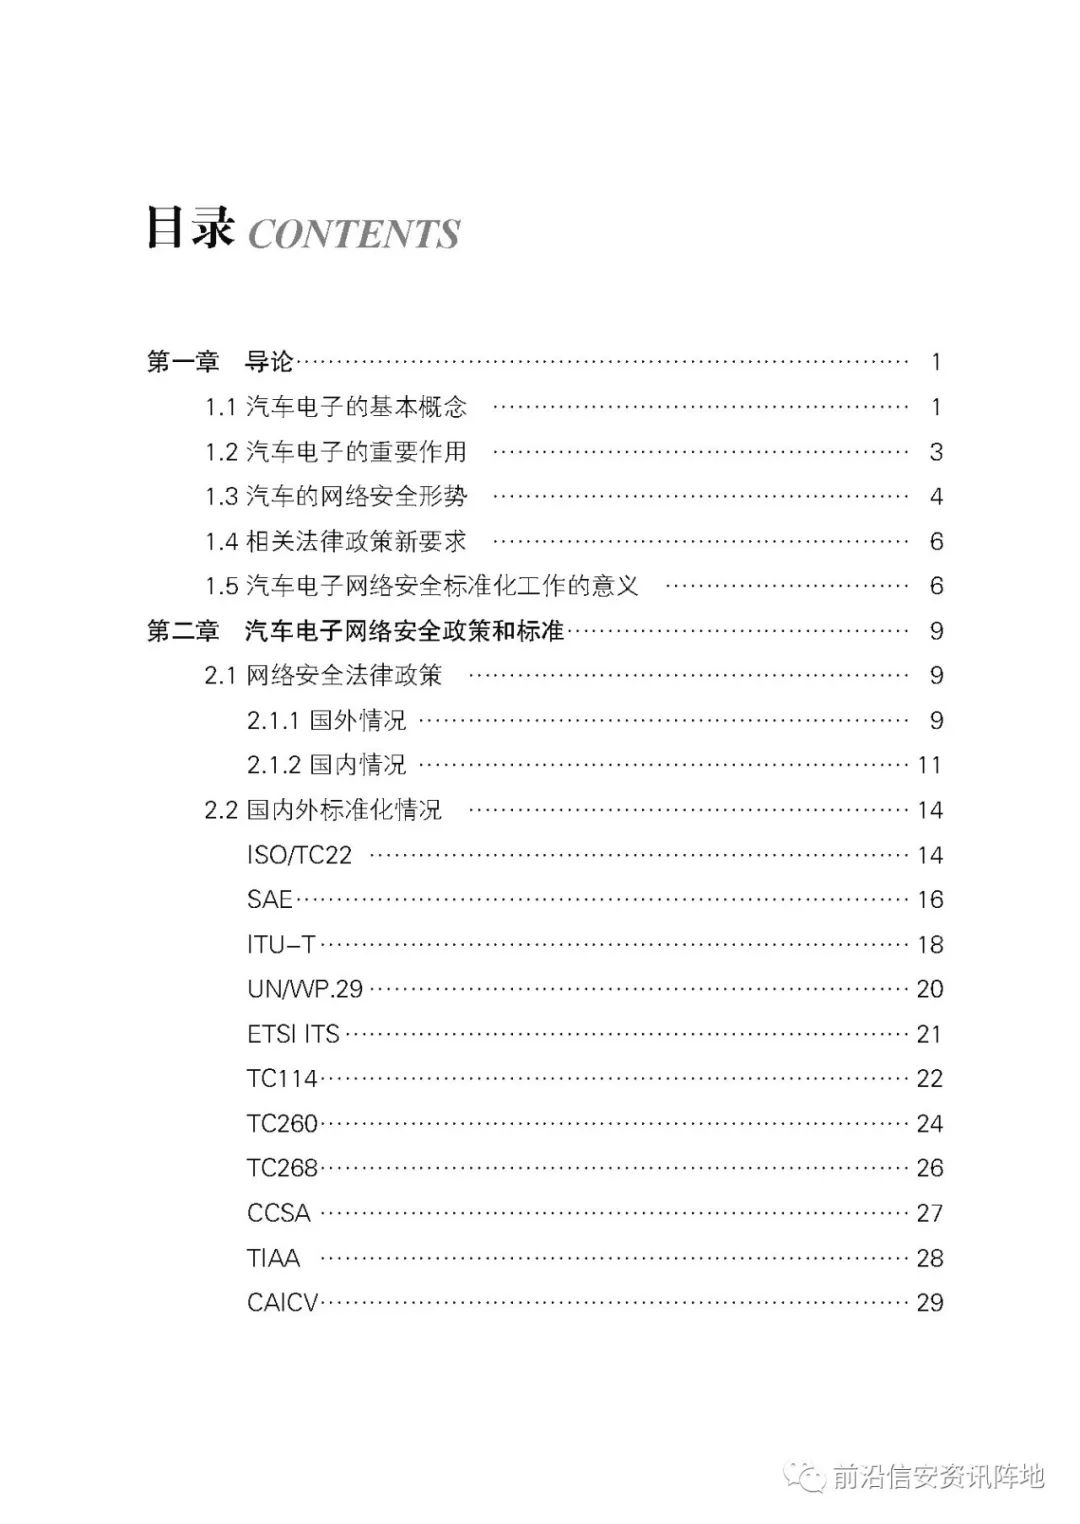 目录 CONTENTS
第一章 导论 1
1.1 汽车电子的基本概念 1
1.2 汽车电子的重要作用 3
1.3 汽车的网络安全形势 4
1.4 相关法律政策新要求 6
1.5 汽车电子网络安全标准化工作的意义 6
第二章 汽车电子网络安全政策和标准 9
2.1 网络安全法律政策 9
2.1.1 国外情况 9
2.1.2 国内情况 11
2.2 国内外标准化情况 14
ISO/TC22 14
SAE 16
ITU-T 18
UN/WP.29 20
ETSI ITS 21
TC114 22
TC260 24
TC268 26
CCSA 27
TIAA 28
CAICV 29
前沿信安资讯阵地